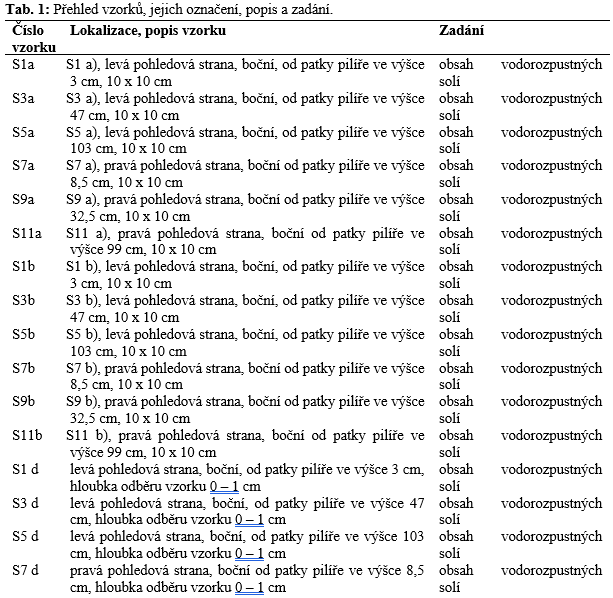 Tab. 1: Přehled vzorků, jejich označení, popis a zadání.
Číslo vzorku Lokalizace, popis vzorku Zadání
S1a S1 a), levá pohledová strana, boční, od patky pilíře ve výšce obsah vodorozpustných
3 cm, 10 x 10 cm solí
S3a S3 a), levá pohledová strana, boční, od patky pilíře ve výšce obsah vodorozpustných
47 cm, 10 x 10 cm solí
S5a S5 a), levá pohledová strana, boční, od patky pilíře ve výšce obsah vodorozpustných
103 cm, 10 x 10 cm solí
S7a S7 a), pravá pohledová strana, boční od patky pilíře ve výšce obsah vodorozpustných
8,5 cm, 10 x 10 cm solí
S9a S9 a), pravá pohledová strana, boční od patky pilíře ve výšce obsah vodorozpustných
32,5 cm, 10 x 10 cm solí
S11a S11 a), pravá pohledová strana, boční od patky pilíře ve obsah vodorozpustných
výšce 99 cm, 10 x 10 cm solí
S1b S1 b), levá pohledová strana, boční, od patky pilíře ve výšce obsah vodorozpustných
3 cm, 10 x 10 cm solí
S3b S3 b), levá pohledová strana, boční, od patky pilíře ve výšce obsah vodorozpustných
47 cm, 10 x 10 cm solí
S5b S5 b), levá pohledová strana, boční, od patky pilíře ve výšce obsah vodorozpustných
103 cm, 10 x 10 cm solí
S7b S7 b), pravá pohledová strana, boční od patky pilíře ve výšce obsah vodorozpustných
8,5 cm, 10 x 10 cm solí
S9b S9 b), pravá pohledová strana, boční od patky pilíře ve výšce obsah vodorozpustných
32,5 cm, 10 x 10 cm solí
S11b S11 b), pravá pohledová strana, boční od patky pilíře ve obsah vodorozpustných
výšce 99 cm, 10 x 10 cm solí
S1 d levá pohledová strana, boční, od patky pilíře ve výšce 3 cm, obsah vodorozpustných
hloubka odběru vzorku 0 – 1 cm solí
S3 d levá pohledová strana, boční, od patky pilíře ve výšce 47 obsah vodorozpustných
cm, hloubka odběru vzorku 0 – 1 cm solí
S5 d levá pohledová strana, boční, od patky pilíře ve výšce 103 obsah vodorozpustných
cm, hloubka odběru vzorku 0 – 1 cm solí
S7 d pravá pohledová strana, boční od patky pilíře ve výšce 8,5 obsah vodorozpustných
cm, hloubka odběru vzorku 0 – 1 cm solí